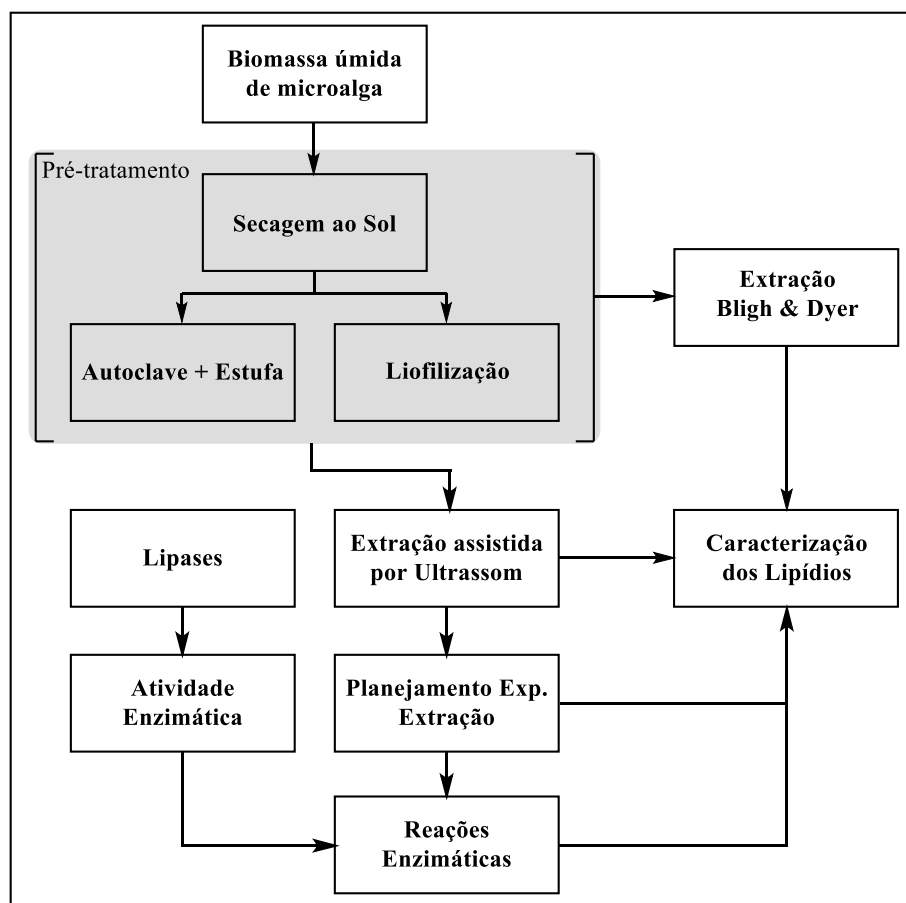 Biomassa úmida
de microalga
Pré-tratamento
Secagem ao Sol
Autoclave + Estufa
Liofilização
Extração
Bligh & Dyer
Lipases
Extração assistida
por Ultrassom
Caracterização
dos Lipídios
Atividade
Enzimática
Planejamento Exp.
Extração
Reações
Enzimáticas